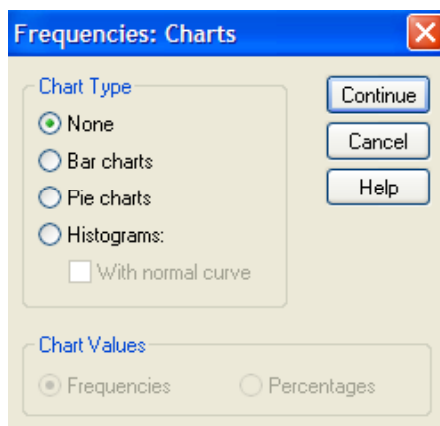 Frequencies: Charts
Chart Type
None
Bar charts
Pie charts
Histograms:
With normal curve
Continue
Cancel
Help
Chart Values
Frequencies
Percentages